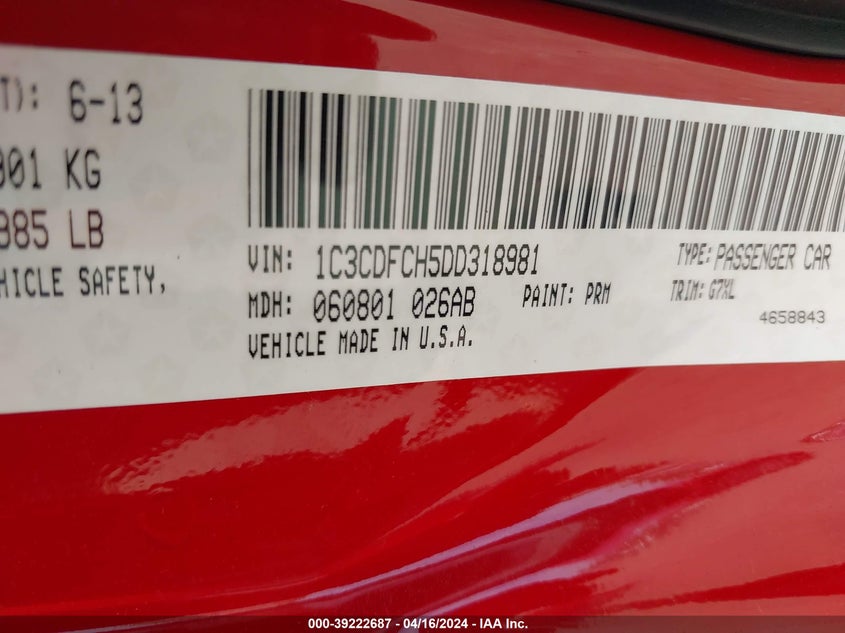 T): 6-13
901 KG
885 LB
HICLE SAFETY,
VIN: 1C3CDFCH5DD318981
TYPE: PASSENGER CAR
MDH: 060801 026AB
PAINT: PRM
TRIM: G7XL
VEHICLE MADE IN U.S.A.
4658843
000-39222687 - 04/16/2024 - IAA Inc.